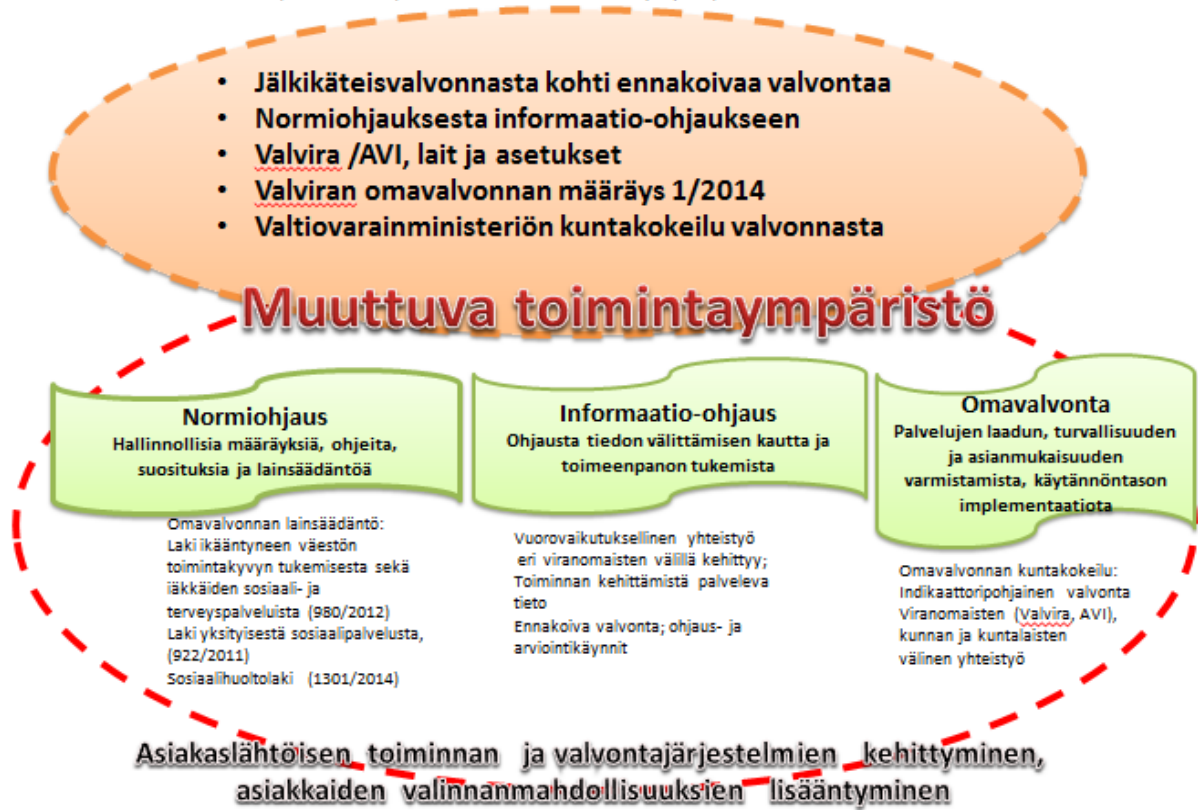 • Jälkikäteisvalvonnasta kohti ennakoivaa valvontaa
• Normiohjauksesta informaatio-ohjaukseen
• Valvira /AVI, lait ja asetukset
• Valviran omavalvonnan määräys 1/2014
• Valtiovarainministeriön kuntakokeilu valvonnasta
Muuttuva toimintaympäristö
Normiohjaus
Hallinnollisia määräyksiä, ohjeita,
suosituksia ja lainsäädäntöä
Omavalvonnan lainsäädäntö:
Laki ikääntyneen väestön
toimintakyvyn tukemisesta sekä
iäkkäiden sosiaali- ja
terveyspalveluista (980/2012)
Laki yksityisestä sosiaalipalvelusta,
(922/2011)
Sosiaalihuoltolaki (1301/2014)
Informaatio-ohjaus
Ohjausta tiedon välittämisen kautta ja
toimeenpanon tukemista
Vuorovaikutuksellinen yhteistyö
eri viranomaisten välillä kehittyy;
Toiminnan kehittämistä palveleva
tieto
Ennakoiva valvonta; ohjaus- ja
arviointikäynnit
Omavalvonta
Palvelujen laadun, turvallisuuden
ja asianmukaisuuden
varmistamista, käytännöntason
implementaatiota
Omavalvonnan kuntakokeilu:
Indikaattoripohjainen valvonta
Viranomaisten (Valvira, AVI),
kunnan ja kuntalaisten
välinen yhteistyö
Asiakaslähtöisen toiminnan ja valvontajärjestelmien kehittyminen,
asiakkaiden valinnanmahdollisuuksien lisääntyminen